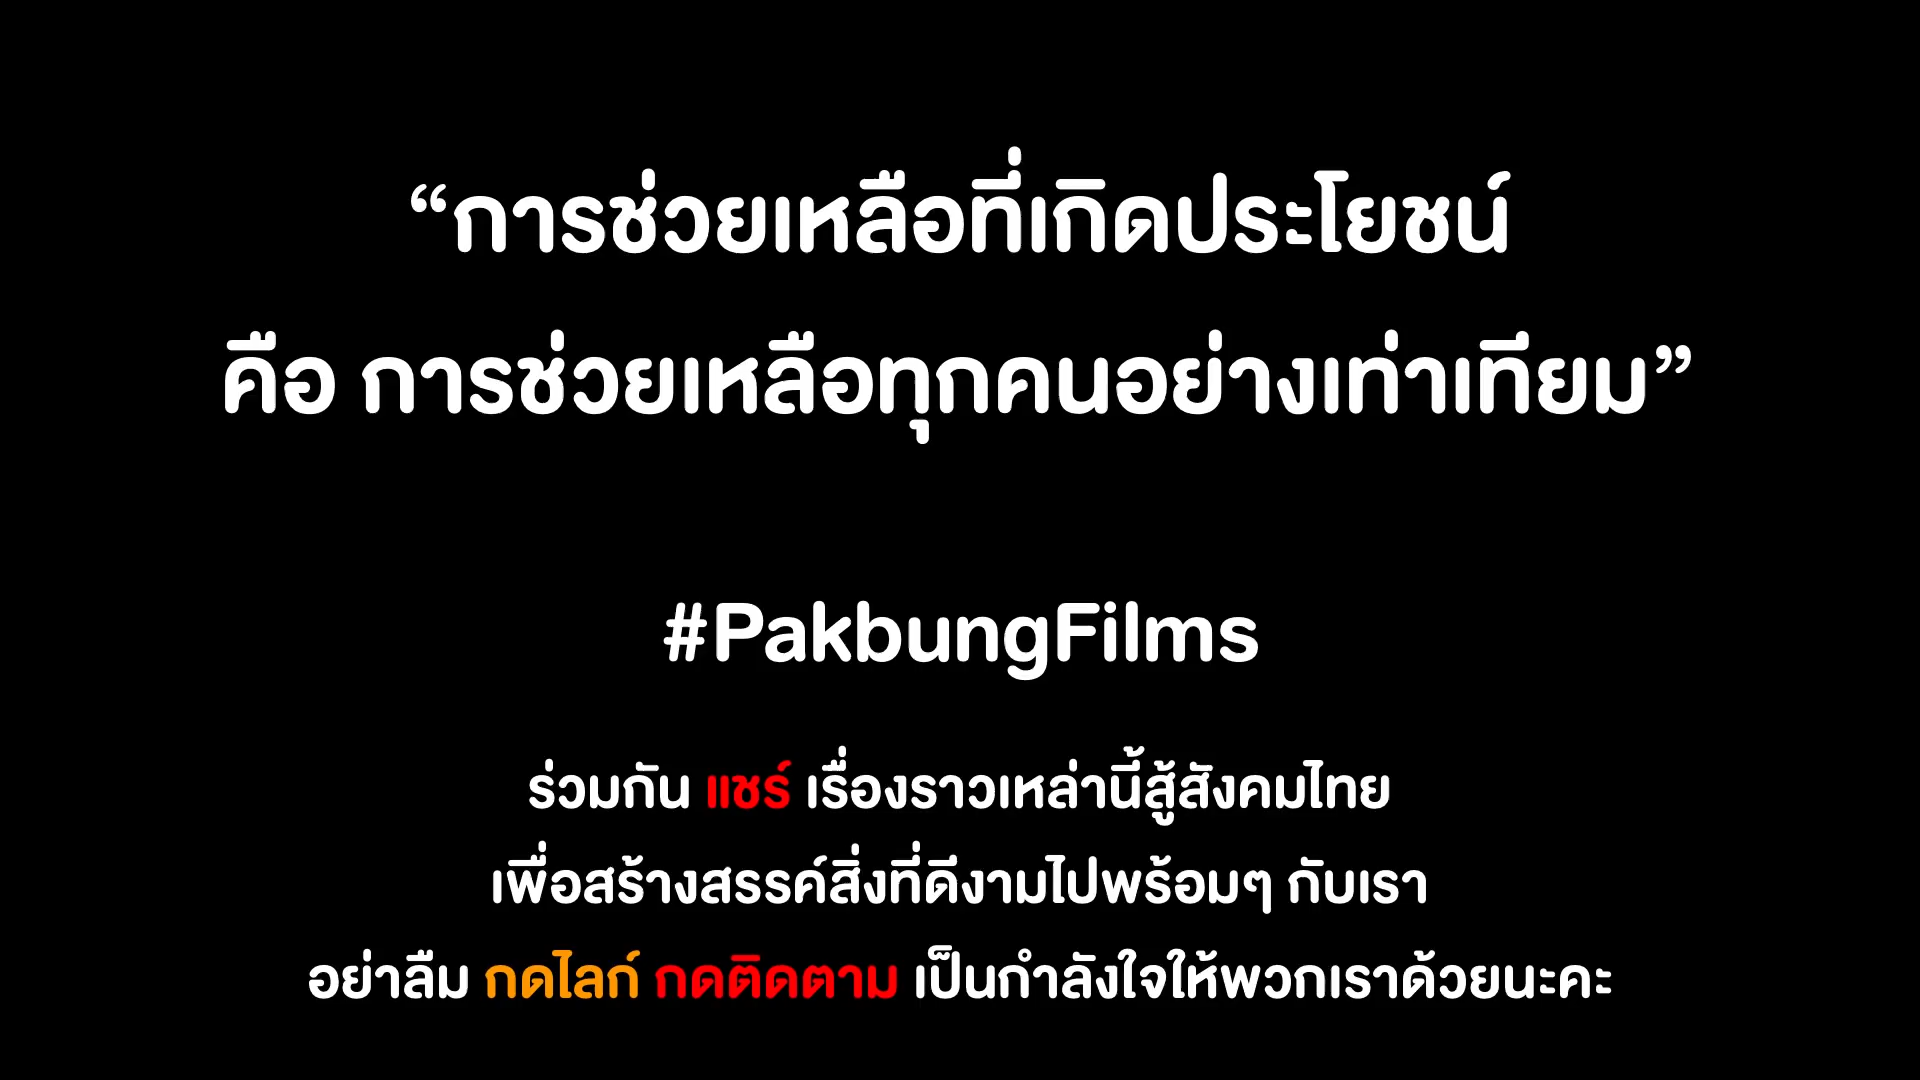 “การช่วยเหลือที่เกิดประโยชน์
คือ การช่วยเหลือทุกคนอย่างเท่าเทียม”
#PakbungFilms
ร่วมกัน แชร์ เรื่องราวเหล่านี้สู้สังคมไทย
เพื่อสร้างสรรค์สิ่งที่ดีงามไปพร้อมๆ กับเรา
อย่าลืม กดไลก์ กดติดตาม เป็นกำลังใจให้พวกเราด้วยนะคะ